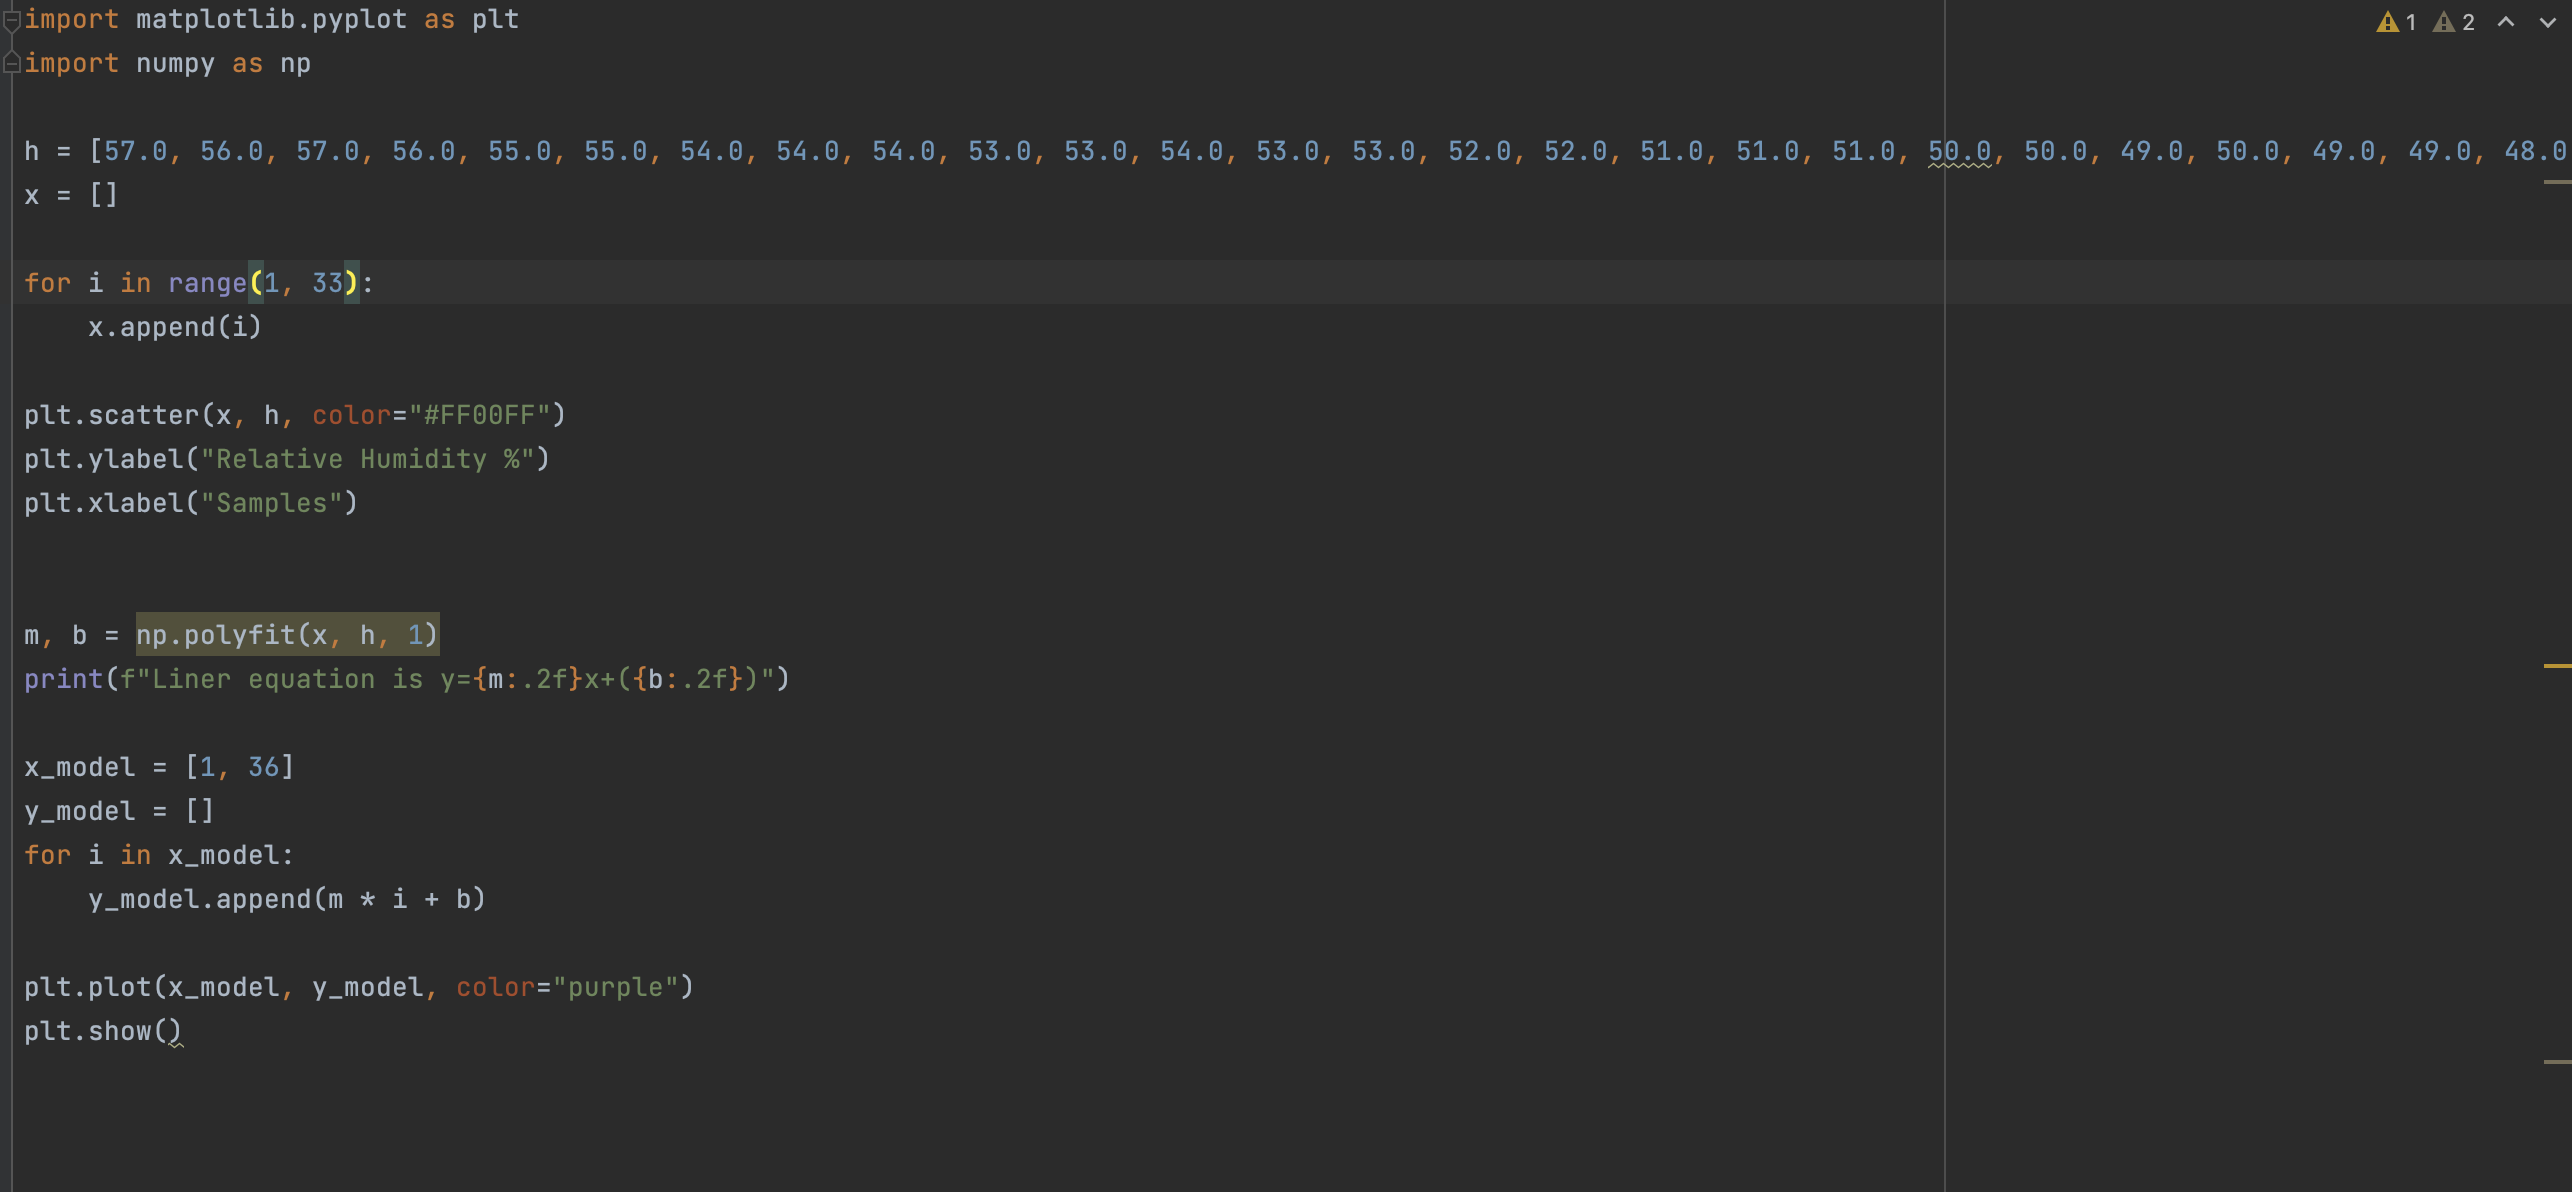 import matplotlib.pyplot as plt
import numpy as np
h = [57.0, 56.0, 57.0, 56.0, 55.0, 55.0, 54.0, 54.0, 54.0, 53.0, 53.0, 54.0, 53.0, 53.0, 52.0, 52.0, 51.0, 51.0, 51.0, 50.0, 50.0, 49.0, 50.0, 49.0, 49.0, 48.0
x = []
for i in range(1, 33):
    x.append(i)
plt.scatter(x, h, color="#FF00FF")
plt.ylabel("Relative Humidity %")
plt.xlabel("Samples")
m, b = np.polyfit(x, h, 1)
print(f"Liner equation is y={m:.2f}x+({b:.2f})")
x_model = [1, 36]
y_model = []
for i in x_model:
    y_model.append(m * i + b)
plt.plot(x_model, y_model, color="purple")
plt.show()
1 2